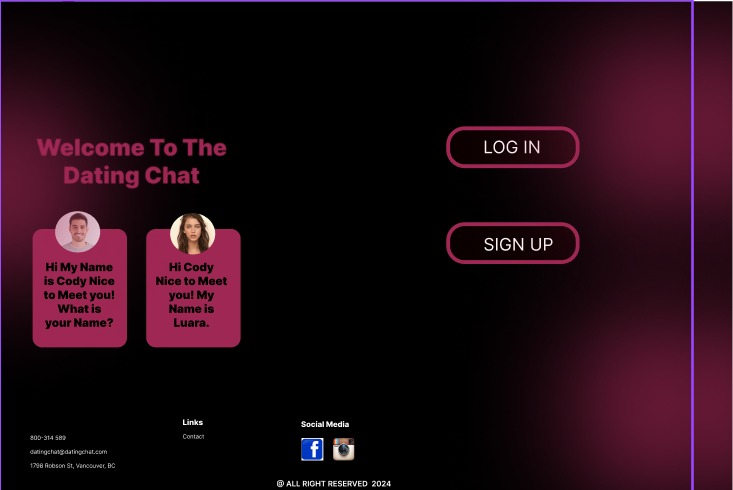 Welcome To The
Dating Chat
LOG IN
SIGN UP
Hi My Name
is Cody Nice
to Meet you!
What is
your Name?
Hi Cody
Nice to Meet
you! My
Name is
Luara.
800-314 589
datingchat@datingchat.com
1798 Robson St, Vancouver, BC
Links
Contact
Social Media
@ ALL RIGHT RESERVED 2024